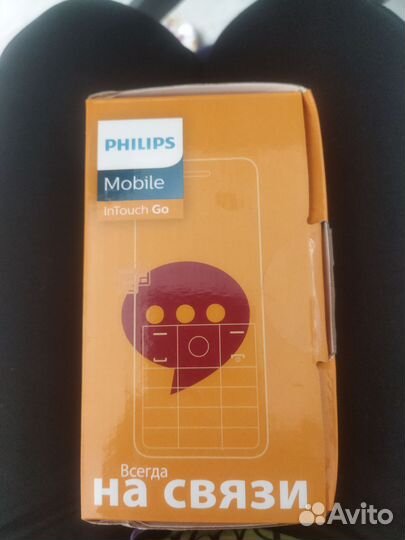 PHILIPS
Mobile
InTouch Go
Всегда
на связи
Avito